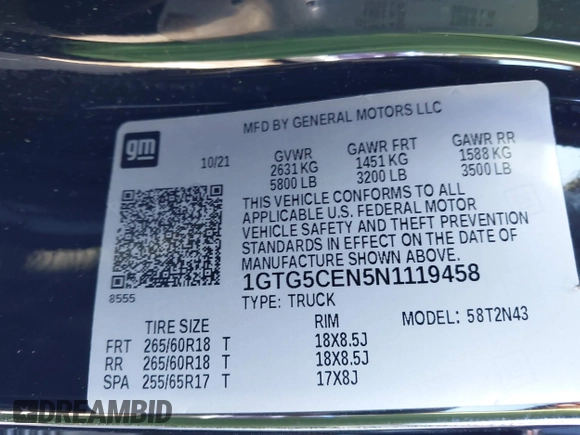 gm
MFD BY GENERAL MOTORS LLC
10/21
GVWR GAWR FRT GAWR RR
2631 KG 1451 KG 1588 KG
5800 LB 3200 LB 3500 LB
THIS VEHICLE CONFORMS TO ALL
APPLICABLE U.S. FEDERAL MOTOR
VEHICLE SAFETY AND THEFT PREVENTION
STANDARDS IN EFFECT ON THE DATE OF
MANUFACTURE SHOWN ABOVE.
1GTG5CEN5N1119458
8555
TYPE: TRUCK MODEL: 58T2N43
TIRE SIZE RIM
FRT 265/60R18 T 18X8.5J
RR 265/60R18 T 18X8.5J
SPA 255/65R17 T 17X8J
DREAMBID